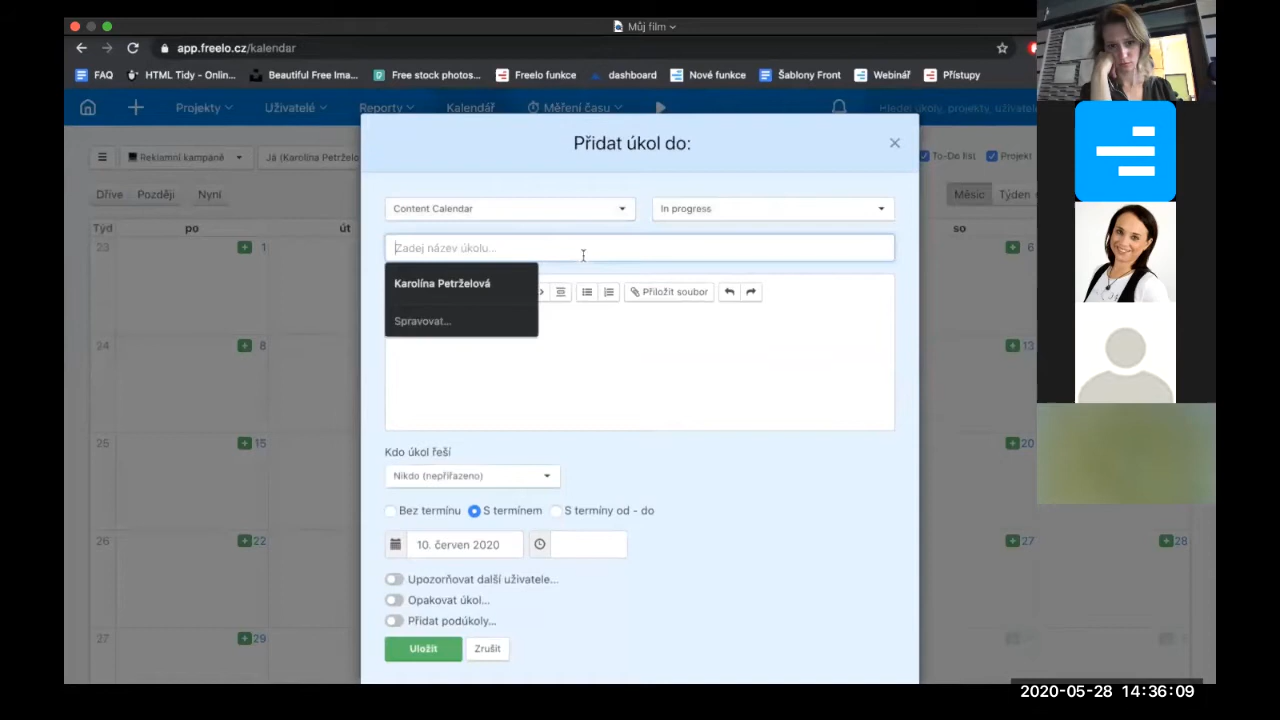 Můj film
app.freelo.cz/kalendar
FAQ HTML Tidy - Onlin... Beautiful Free Ima... Free stock photos... Freelo funkce dashboard Nové funkce Šablony Front Webinář Přístupy
Projekty Uživatelé Reporty Kalendář Měření času Hledej úkoly, projekty, uživatele
Přidat úkol do:
Reklamní kampaně Já (Karolína Petrželo To-Do list Projekt
Dříve Později Nyní Měsíc Týden
Content Calendar In progress
Týd po út so
23 1 6
Zadej název úkolu...
Karolína Petrželová
Přiložit soubor
Spravovat...
24 8 13
25 15 20
Kdo úkol řeší
Nikdo (nepřiřazeno)
Bez termínu S termínem S termíny od - do
26 22 27 28
10. červen 2020
Upozorňovat další uživatele...
Opakovat úkol...
Přidat podúkoly...
27 29
Uložit Zrušit
2020-05-28 14:36:09